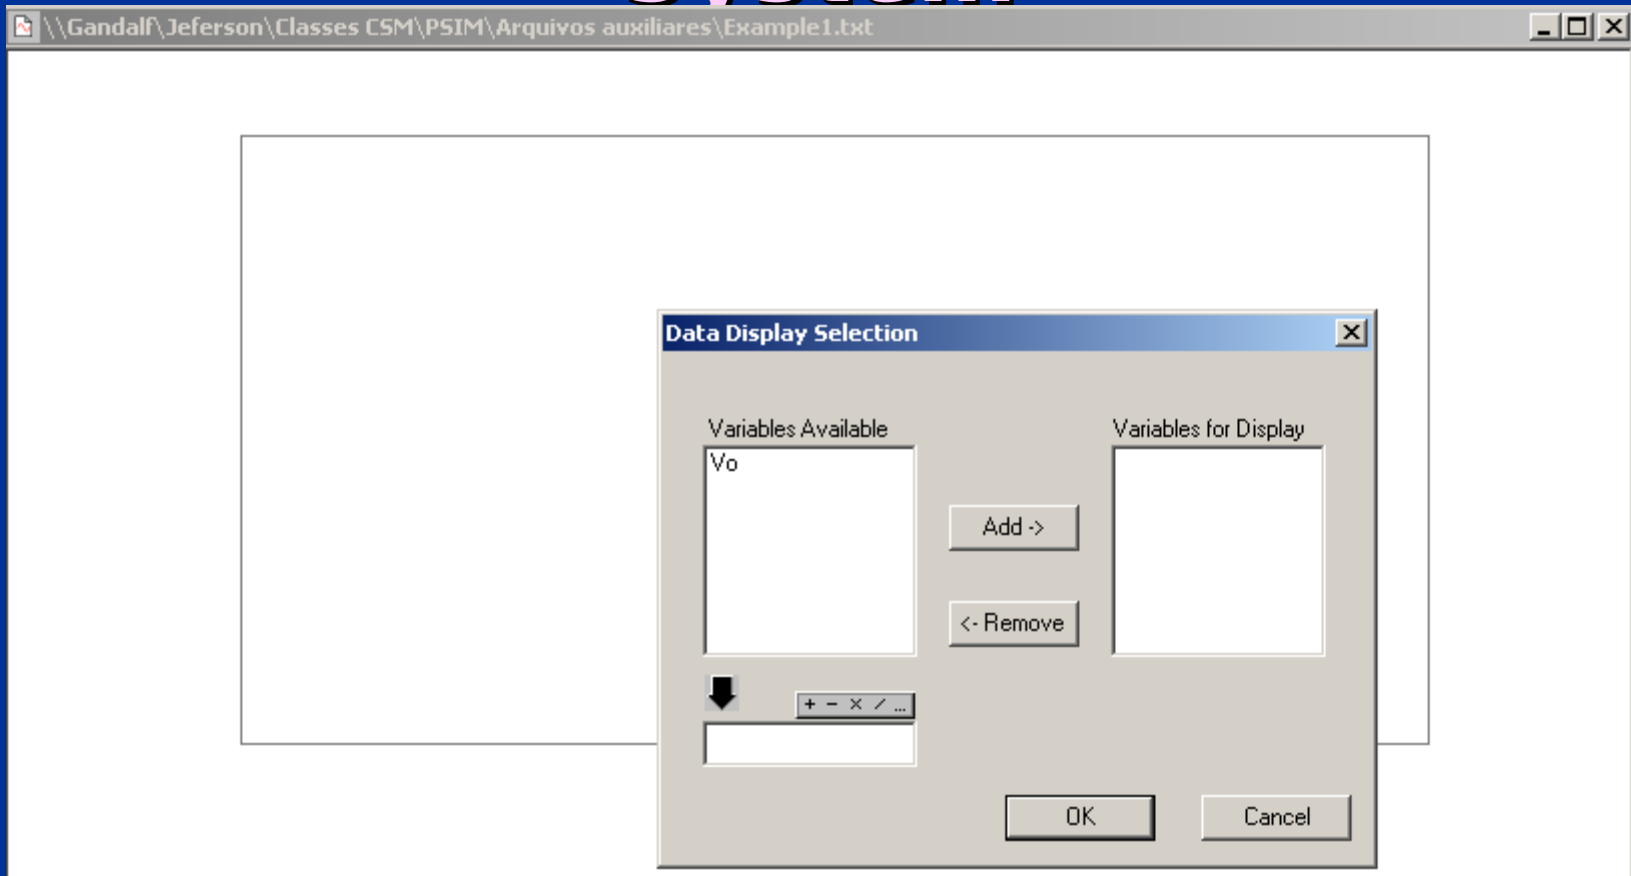 System
\\Gandalf\Jeferson\Classes CSM\PSIM\Arquivos auxiliares\Example1.txt
Data Display Selection
Variables Available
Variables for Display
Vo
Add ->
<- Remove
+ - × / ...
OK
Cancel